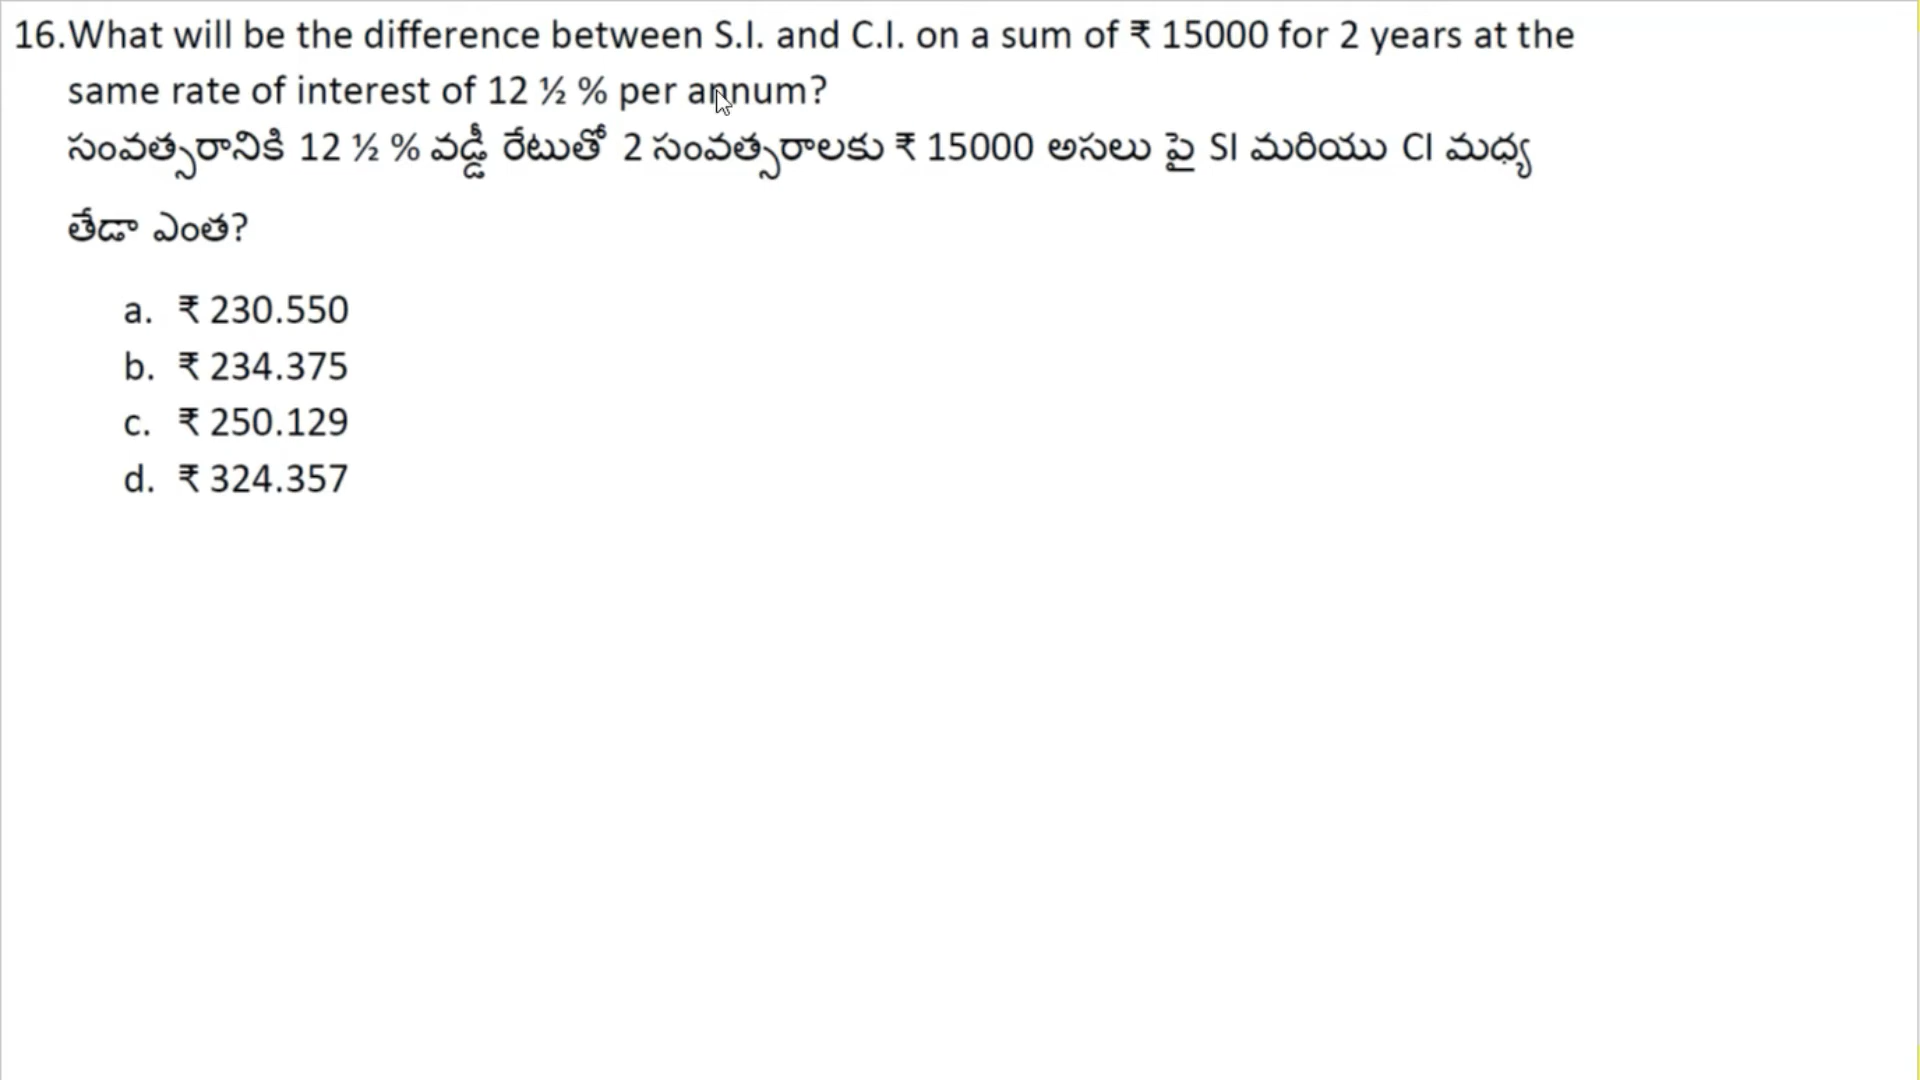 16.What will be the difference between S.I. and C.I. on a sum of ₹ 15000 for 2 years at the
same rate of interest of 12 ½ % per annum?
సంవత్సరానికి 12 ½ % వడ్డీ రేటుతో 2 సంవత్సరాలకు ₹ 15000 అసలు పై SI మరియు CI మధ్య
తేడా ఎంత?
a. ₹ 230.550
b. ₹ 234.375
c. ₹ 250.129
d. ₹ 324.357